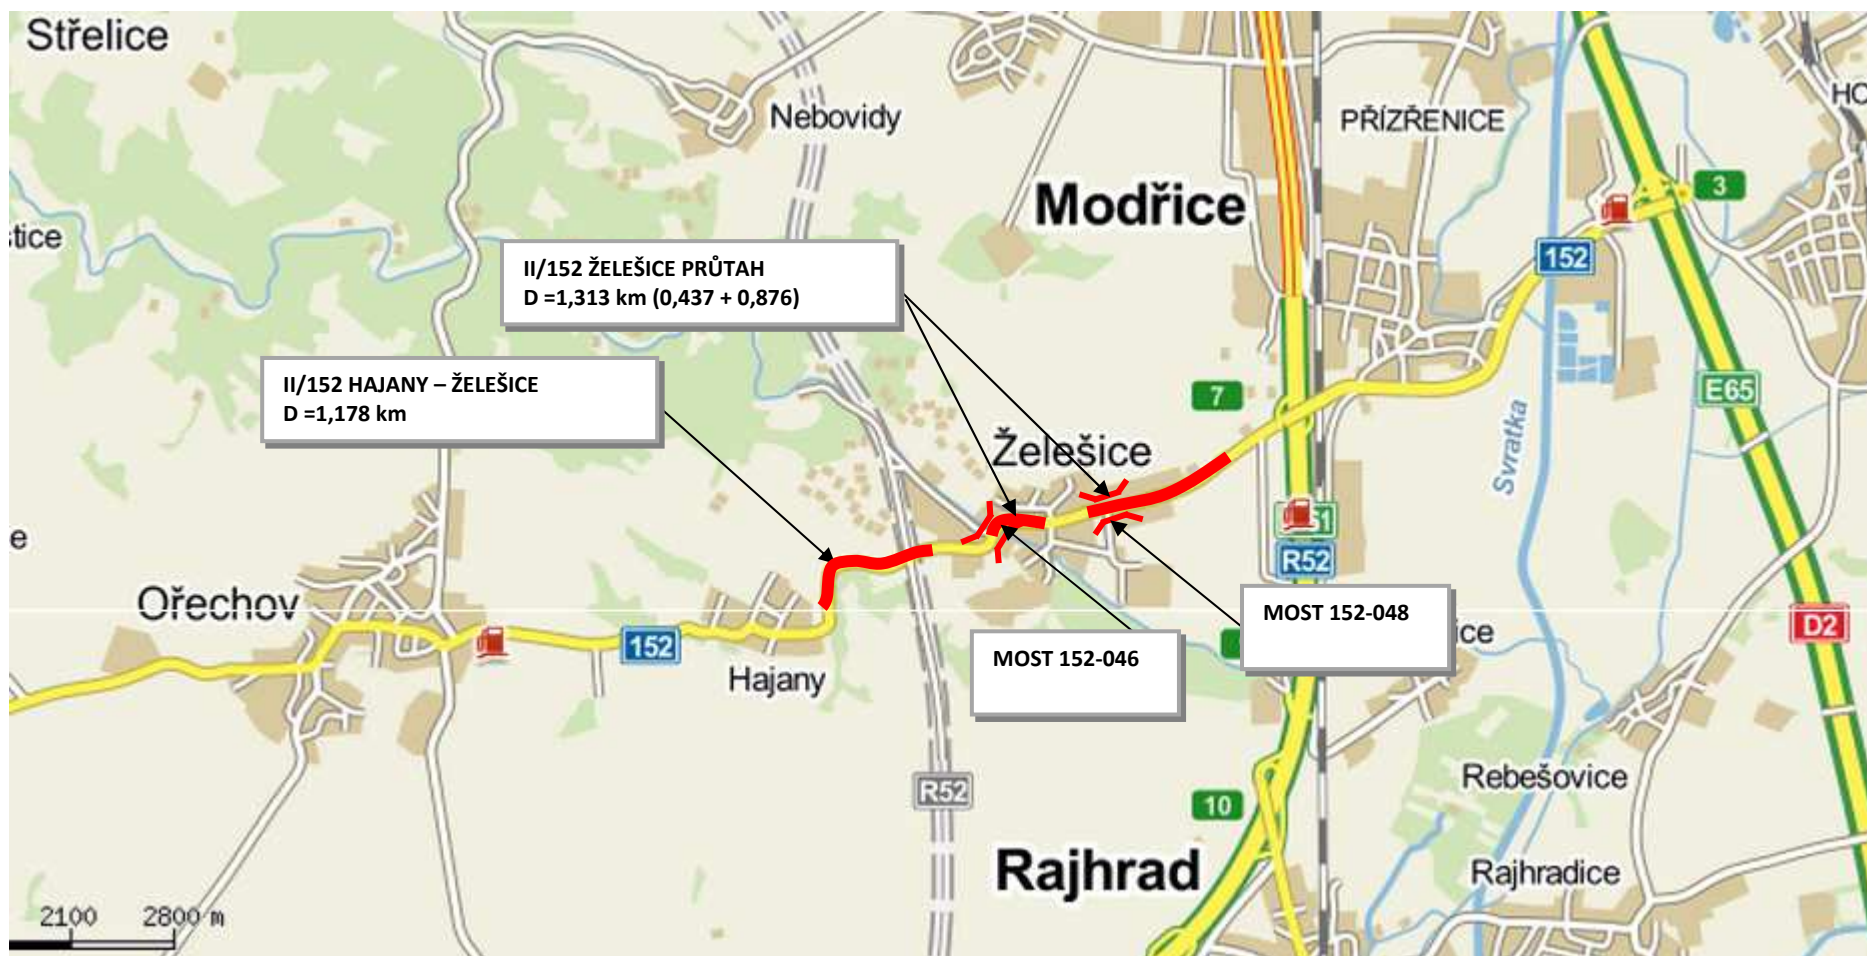 Střelice
Nebovidy
PŘÍZŘENICE
HO
Modřice
3
tice
152
II/152 ŽELEŠICE PRŮTAH
D =1,313 km (0,437 + 0,876)
II/152 HAJANY – ŽELEŠICE
D =1,178 km
7
E65
Svratka
Želešice
R52
e
Ořechov
MOST 152-048
D2
ice
152
MOST 152-046
Hajany
R52
10
Rebešovice
Rajhrad
Rajhradice
2100 2800 m